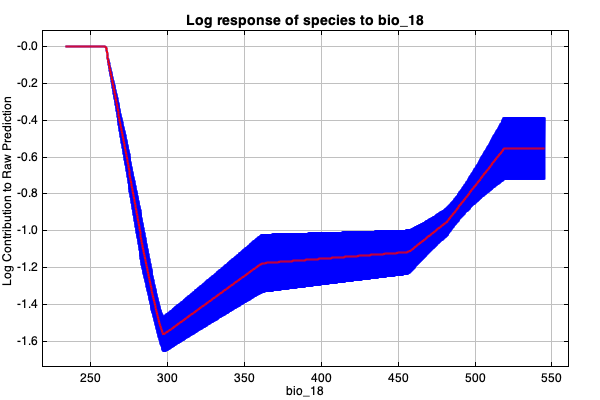 Log response of species to bio_18
Log Contribution to Raw Prediction
-0.0
-0.2
-0.4
-0.6
-0.8
-1.0
-1.2
-1.4
-1.6
250 300 350 400 450 500 550
bio_18